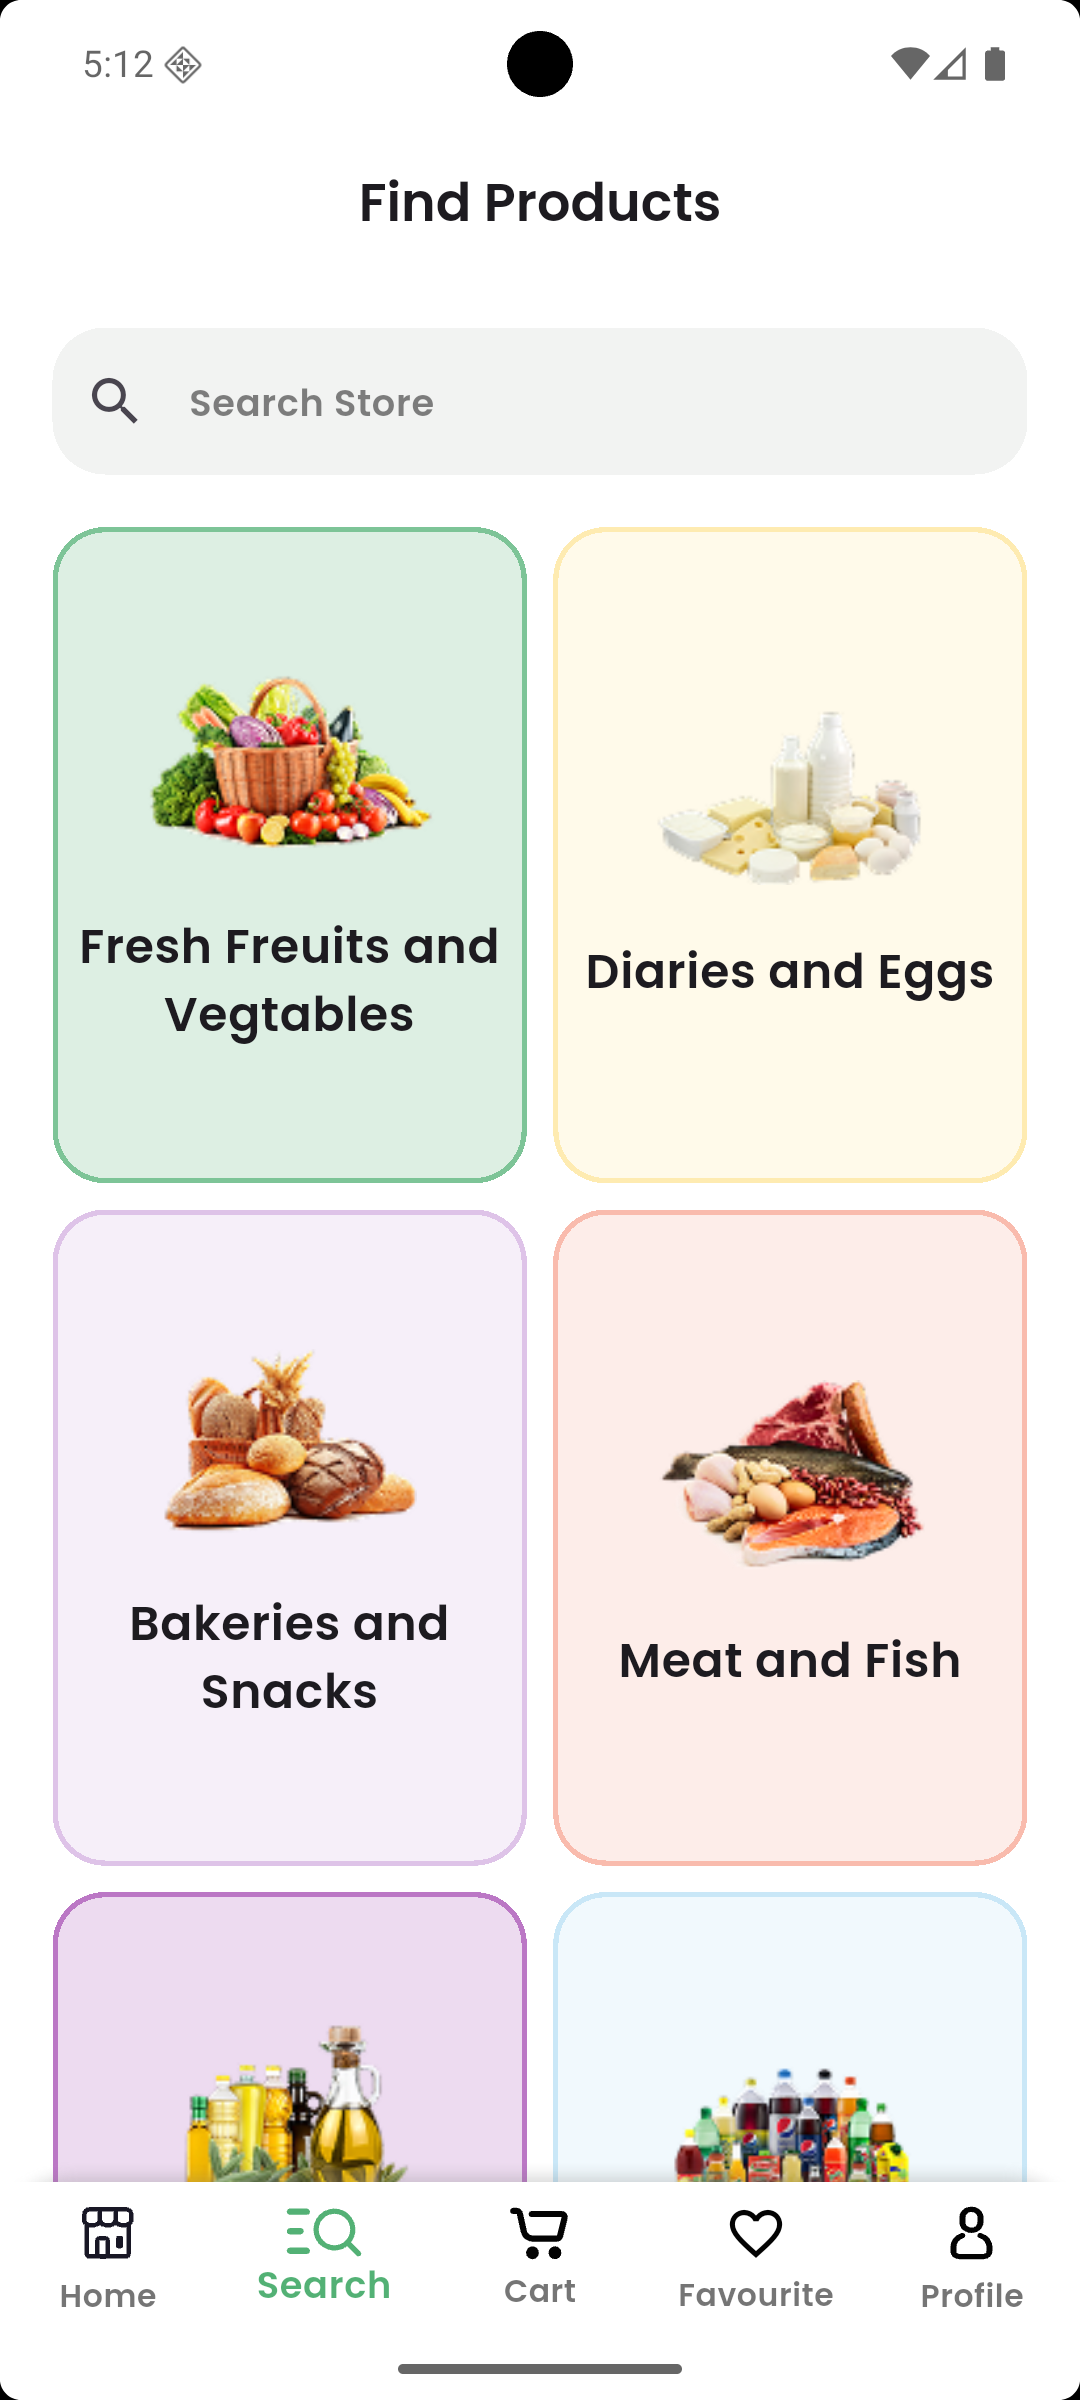 5:12
Find Products
Search Store
Fresh Freuits and
Vegtables
Diaries and Eggs
Bakeries and
Snacks
Meat and Fish
Home
Search
Cart
Favourite
Profile